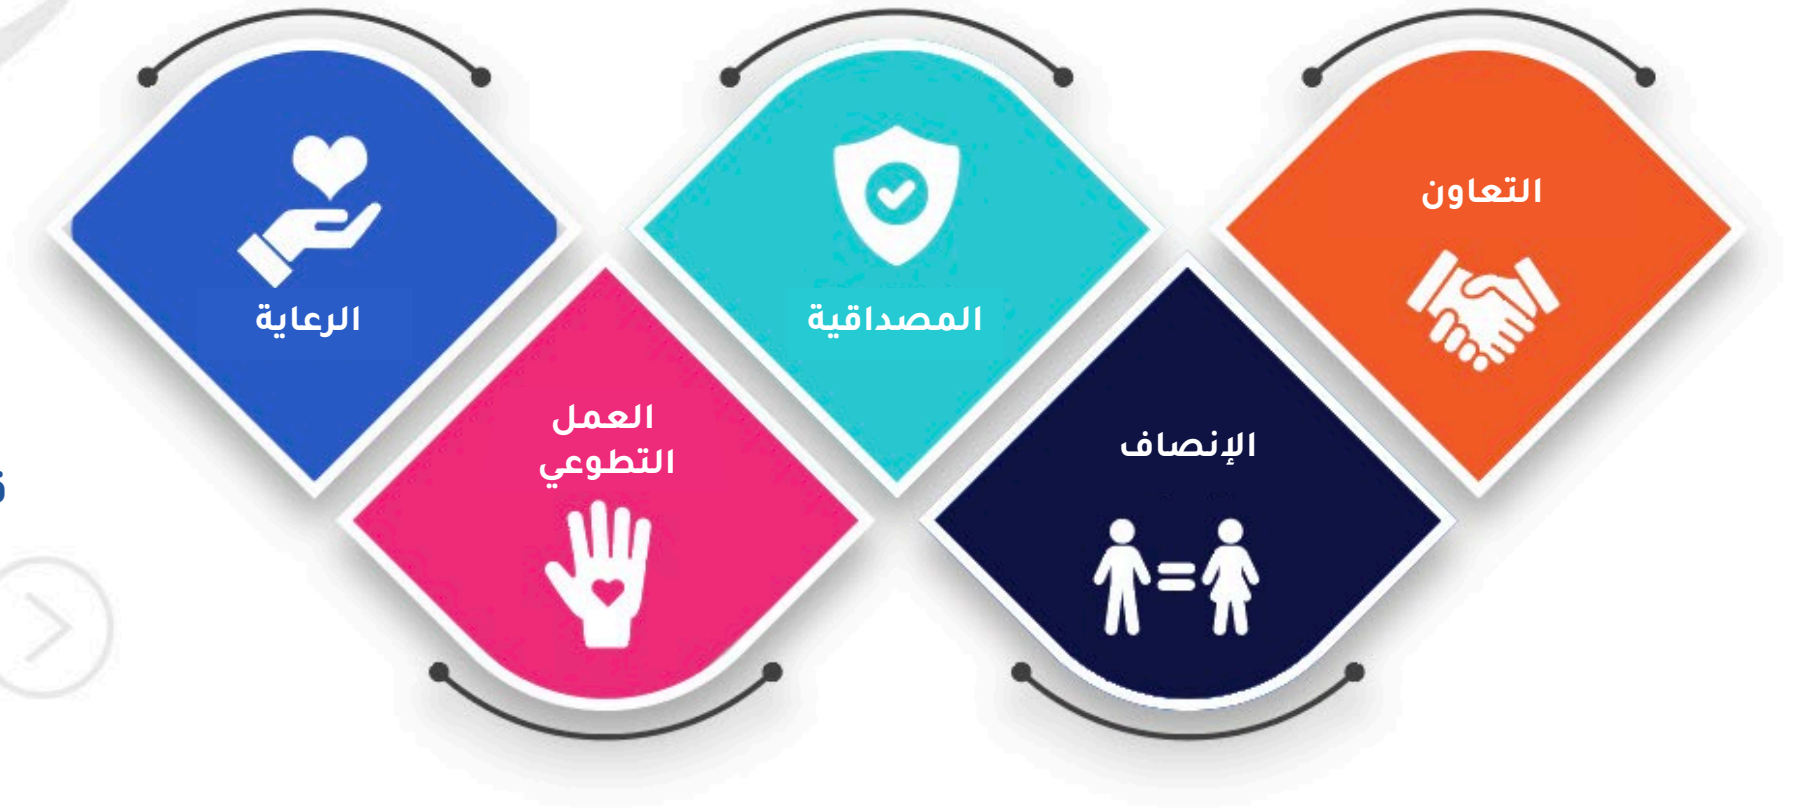 التعاون
الإنصاف
المصداقية
العمل
التطوعي
الرعاية